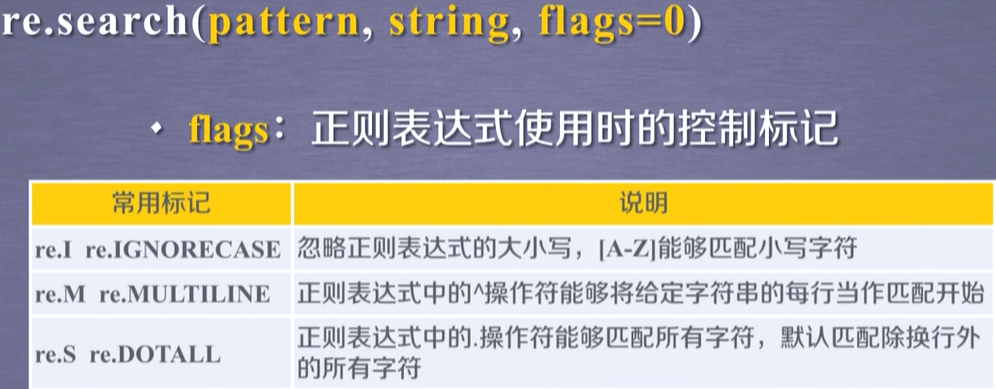 re.search(pattern, string, flags=0)
• flags：正则表达式使用时的控制标记
常用标记 说明
re.I re.IGNORECASE 忽略正则表达式的大小写，[A-Z]能够匹配小写字符
re.M re.MULTILINE 正则表达式中的^操作符能够将给定字符串的每行当作匹配开始
re.S re.DOTALL 正则表达式中的.操作符能够匹配所有字符，默认匹配除换行外
的所有字符